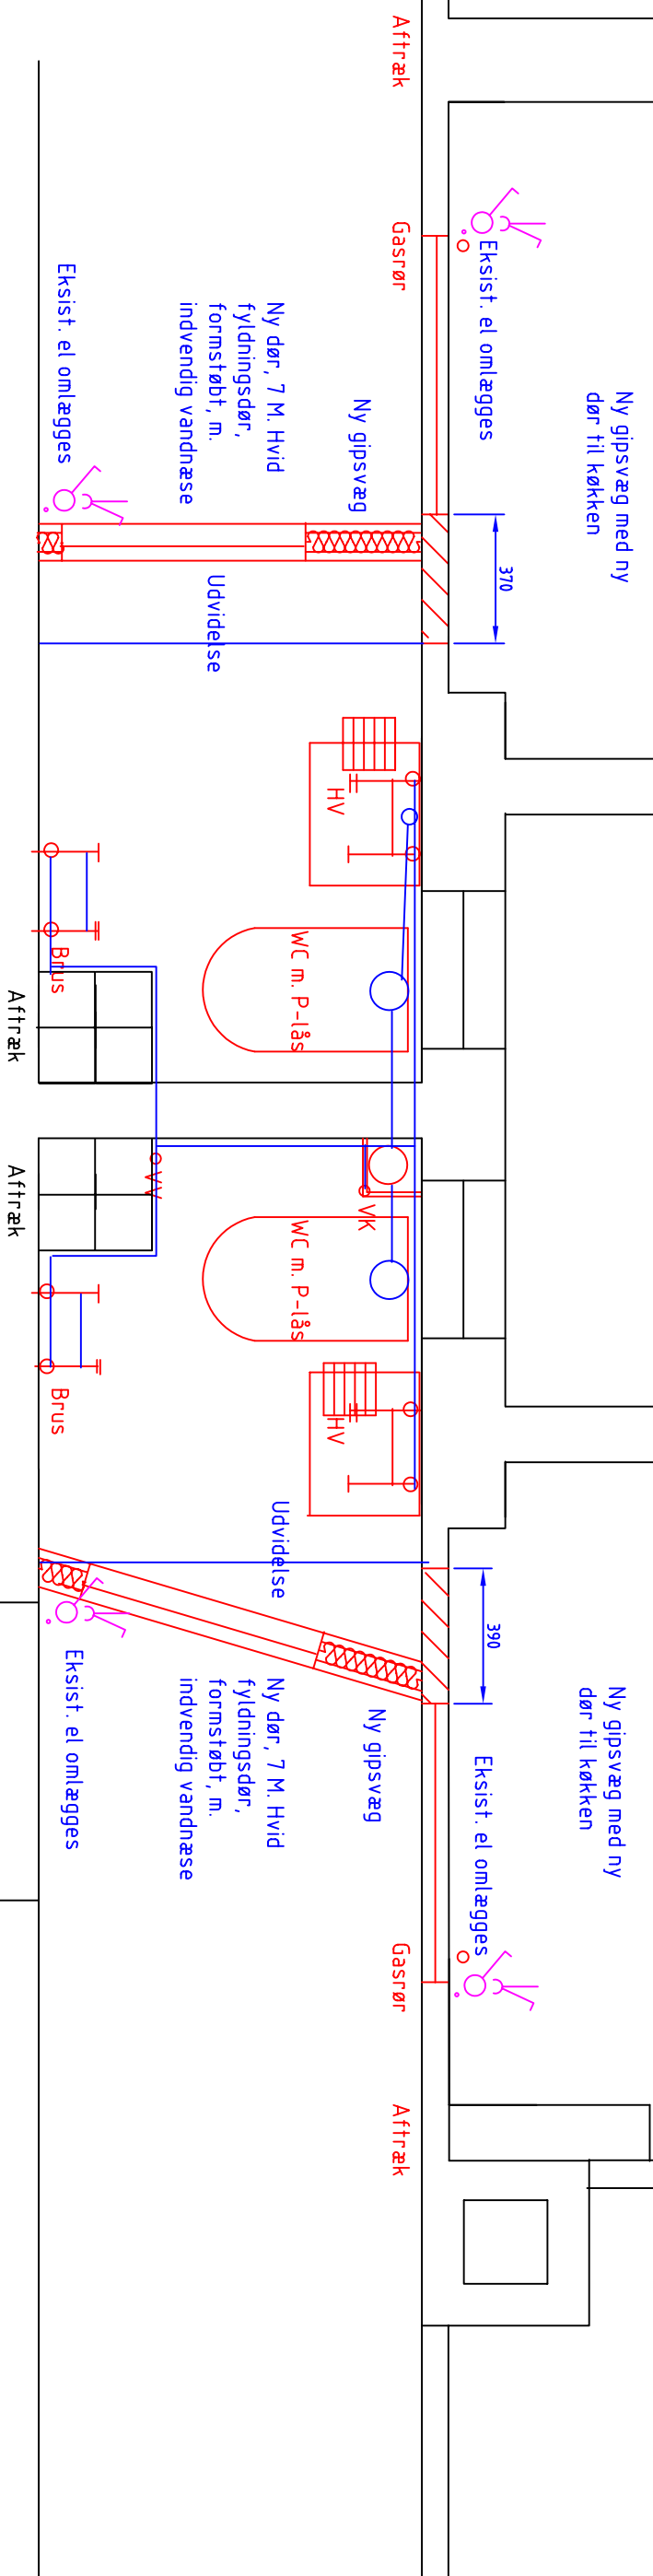 Aftræk
Gasrør
Eksist. el omlægges
Ny gipsvæg med ny
dør til køkken
Eksist. el omlægges
Ny dør, 7 M. Hvid
fyldningsdør,
formstøbt, m.
indvendig vandnæse
Ny gipsvæg
370
Udvidelse
HV
Brus
WC m. P-lås
Aftræk
Aftræk
VV
VK
WC m. P-lås
Brus
HV
Udvidelse
390
Eksist. el omlægges
Ny dør, 7 M. Hvid
fyldningsdør,
formstøbt, m.
indvendig vandnæse
Ny gipsvæg
Eksist. el omlægges
Ny gipsvæg med ny
dør til køkken
Gasrør
Aftræk